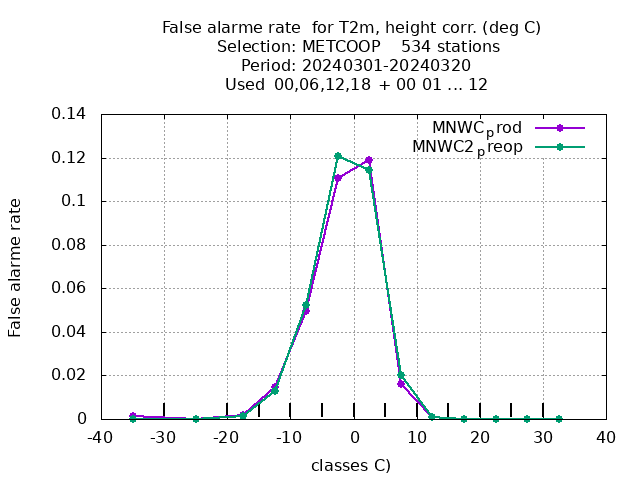 False alarme rate  for T2m, height corr. (deg C)
Selection: METCOOP    534 stations
Period: 20240301-20240320
Used  00,06,12,18  + 00 01 ... 12
MNWCprod
MNWC2preop
False alarme rate
0.14
0.12
0.1
0.08
0.06
0.04
0.02
0
-40 -30 -20 -10 0 10 20 30 40
classes C)